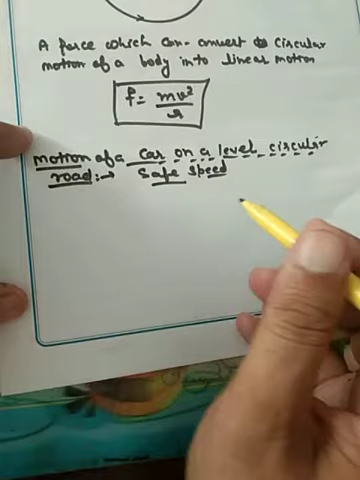 A force which can convert circular
motion of a body into linear motion
f = mv²/r
motion of a car on a level circular
road:→ Safe speed